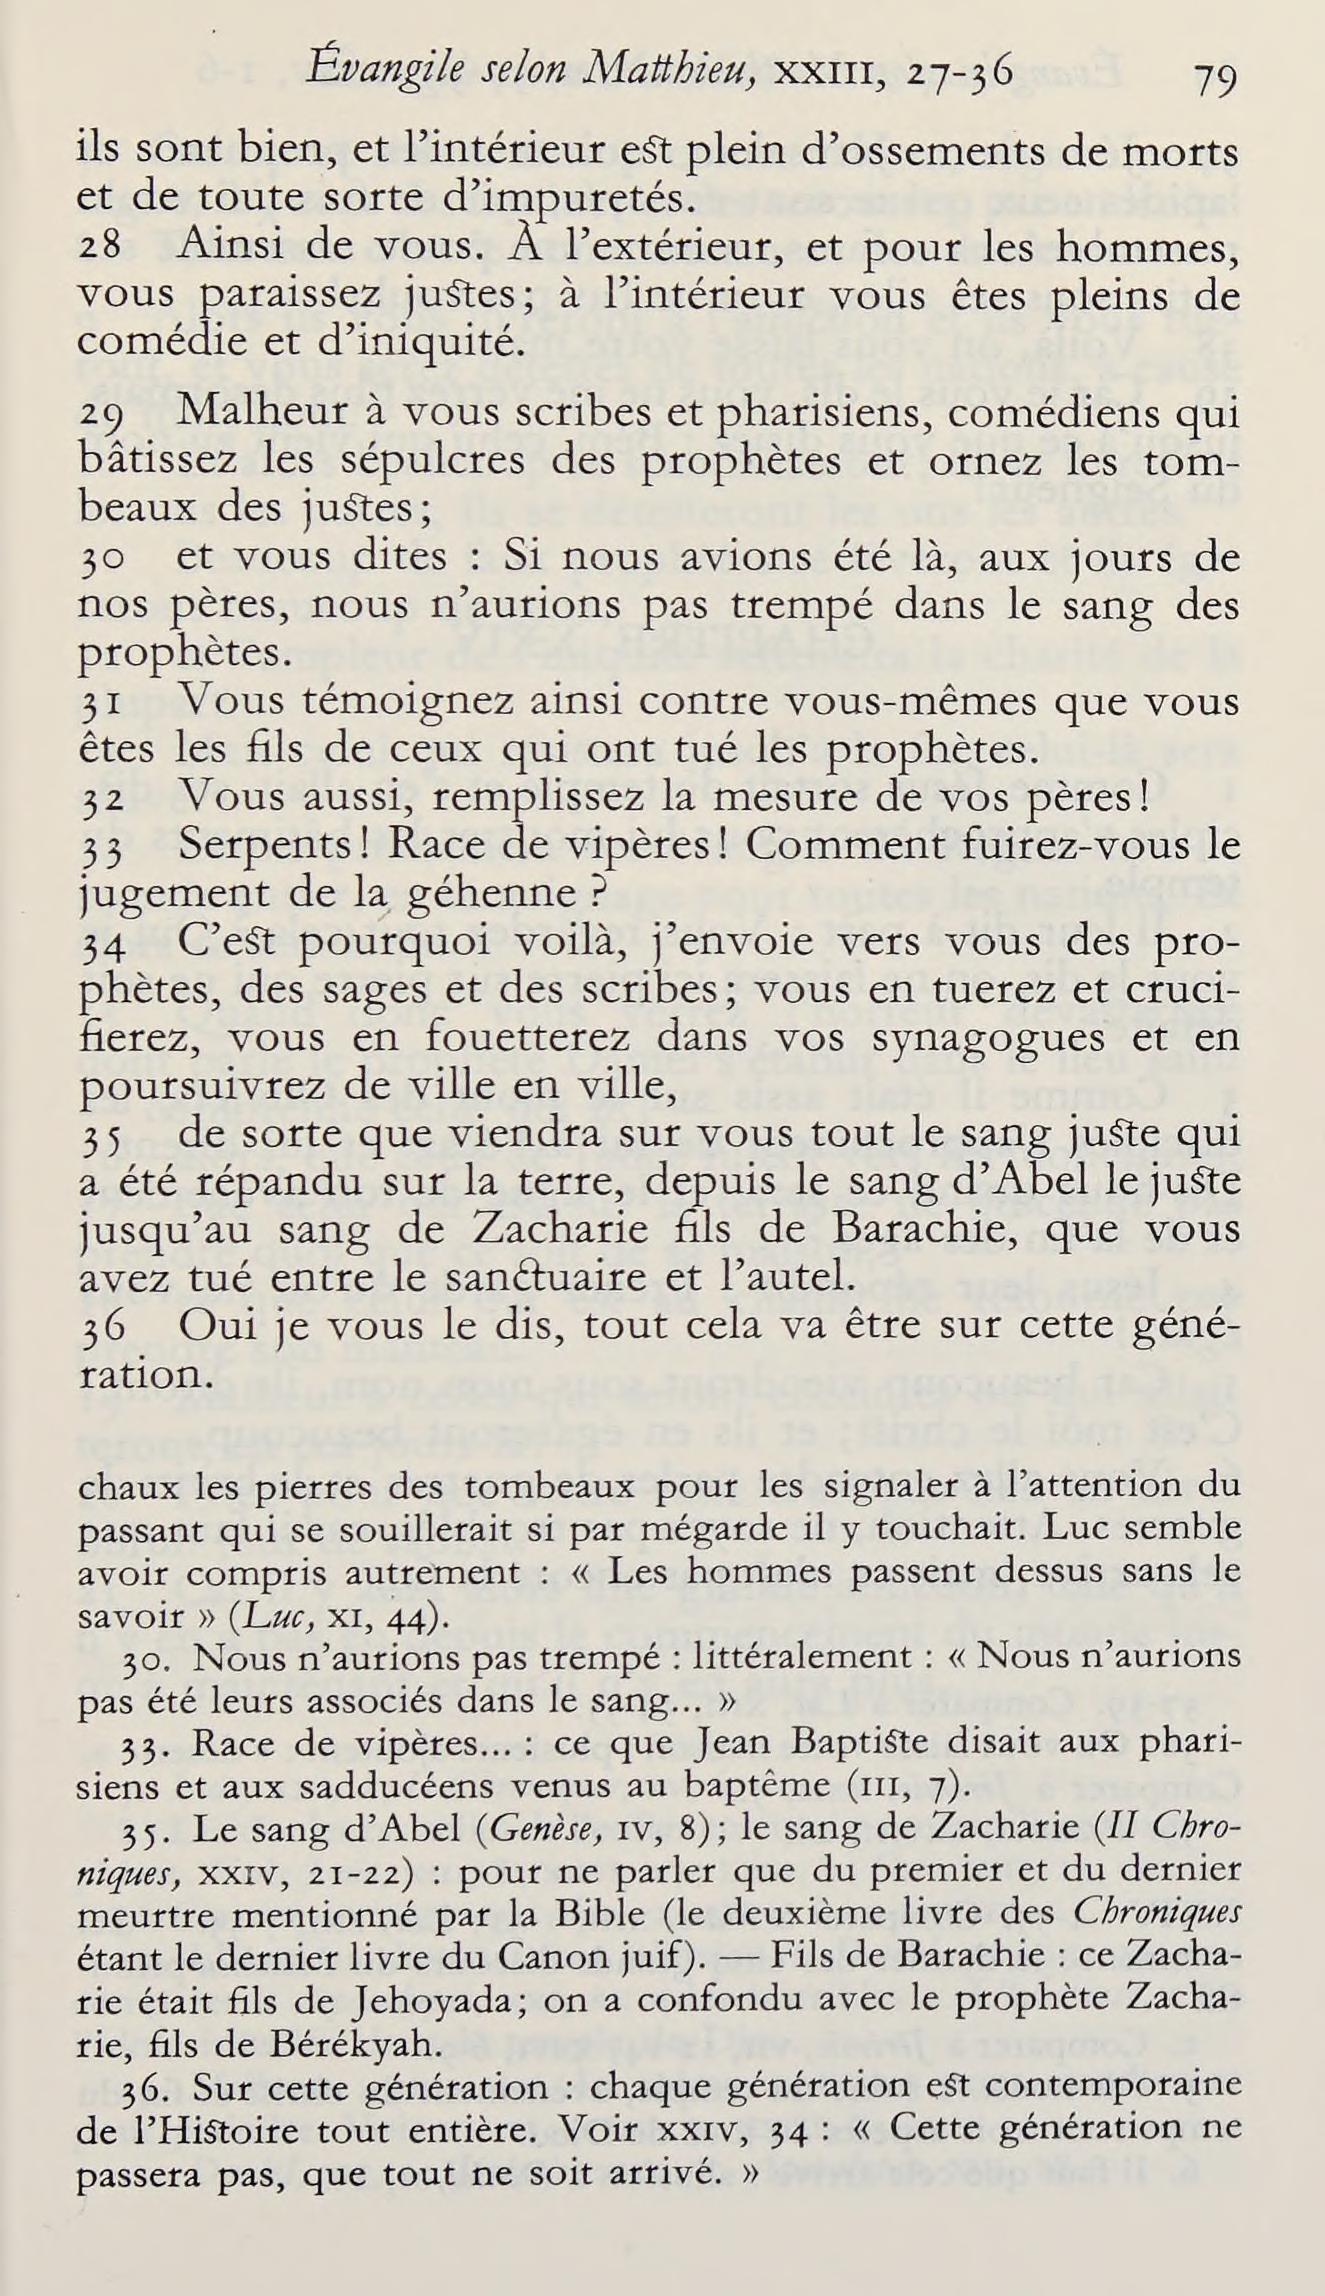 Évangile selon Matthieu, XXIII, 27-36 79
ils sont bien, et l’intérieur est plein d’ossements de morts
et de toute sorte d’impuretés.
28 Ainsi de vous. À l’extérieur, et pour les hommes,
vous paraissez justes; à l’intérieur vous êtes pleins de
comédie et d’iniquité.
29 Malheur à vous scribes et pharisiens, comédiens qui
bâtissez les sépulcres des prophètes et ornez les tom-
beaux des justes;
30 et vous dites : Si nous avions été là, aux jours de
nos pères, nous n’aurions pas trempé dans le sang des
prophètes.
31 Vous témoignez ainsi contre vous-mêmes que vous
êtes les fils de ceux qui ont tué les prophètes.
32 Vous aussi, remplissez la mesure de vos pères!
33 Serpents! Race de vipères! Comment fuirez-vous le
jugement de la géhenne ?
34 C’est pourquoi voilà, j’envoie vers vous des pro-
phètes, des sages et des scribes; vous en tuerez et cruci-
fierez, vous en fouetterez dans vos synagogues et en
poursuivrez de ville en ville,
35 de sorte que viendra sur vous tout le sang juste qui
a été répandu sur la terre, depuis le sang d’Abel le juste
jusqu’au sang de Zacharie fils de Barachie, que vous
avez tué entre le sanctuaire et l’autel.
36 Oui je vous le dis, tout cela va être sur cette géné-
ration.
chaux les pierres des tombeaux pour les signaler à l’attention du
passant qui se souillerait si par mégarde il y touchait. Luc semble
avoir compris autrement : « Les hommes passent dessus sans le
savoir » (Luc, XI, 44).
30. Nous n’aurions pas trempé : littéralement : « Nous n’aurions
pas été leurs associés dans le sang... »
33. Race de vipères... : ce que Jean Baptiste disait aux phari-
siens et aux sadducéens venus au baptême (III, 7).
35. Le sang d’Abel (Genèse, IV, 8); le sang de Zacharie (II Chro-
niques, XXIV, 21-22) : pour ne parler que du premier et du dernier
meurtre mentionné par la Bible (le deuxième livre des Chroniques
étant le dernier livre du Canon juif). — Fils de Barachie : ce Zacha-
rie était fils de Jehoyada; on a confondu avec le prophète Zacha-
rie, fils de Bérékyah.
36. Sur cette génération : chaque génération est contemporaine
de l’Histoire tout entière. Voir XXIV, 34 : « Cette génération ne
passera pas, que tout ne soit arrivé. »